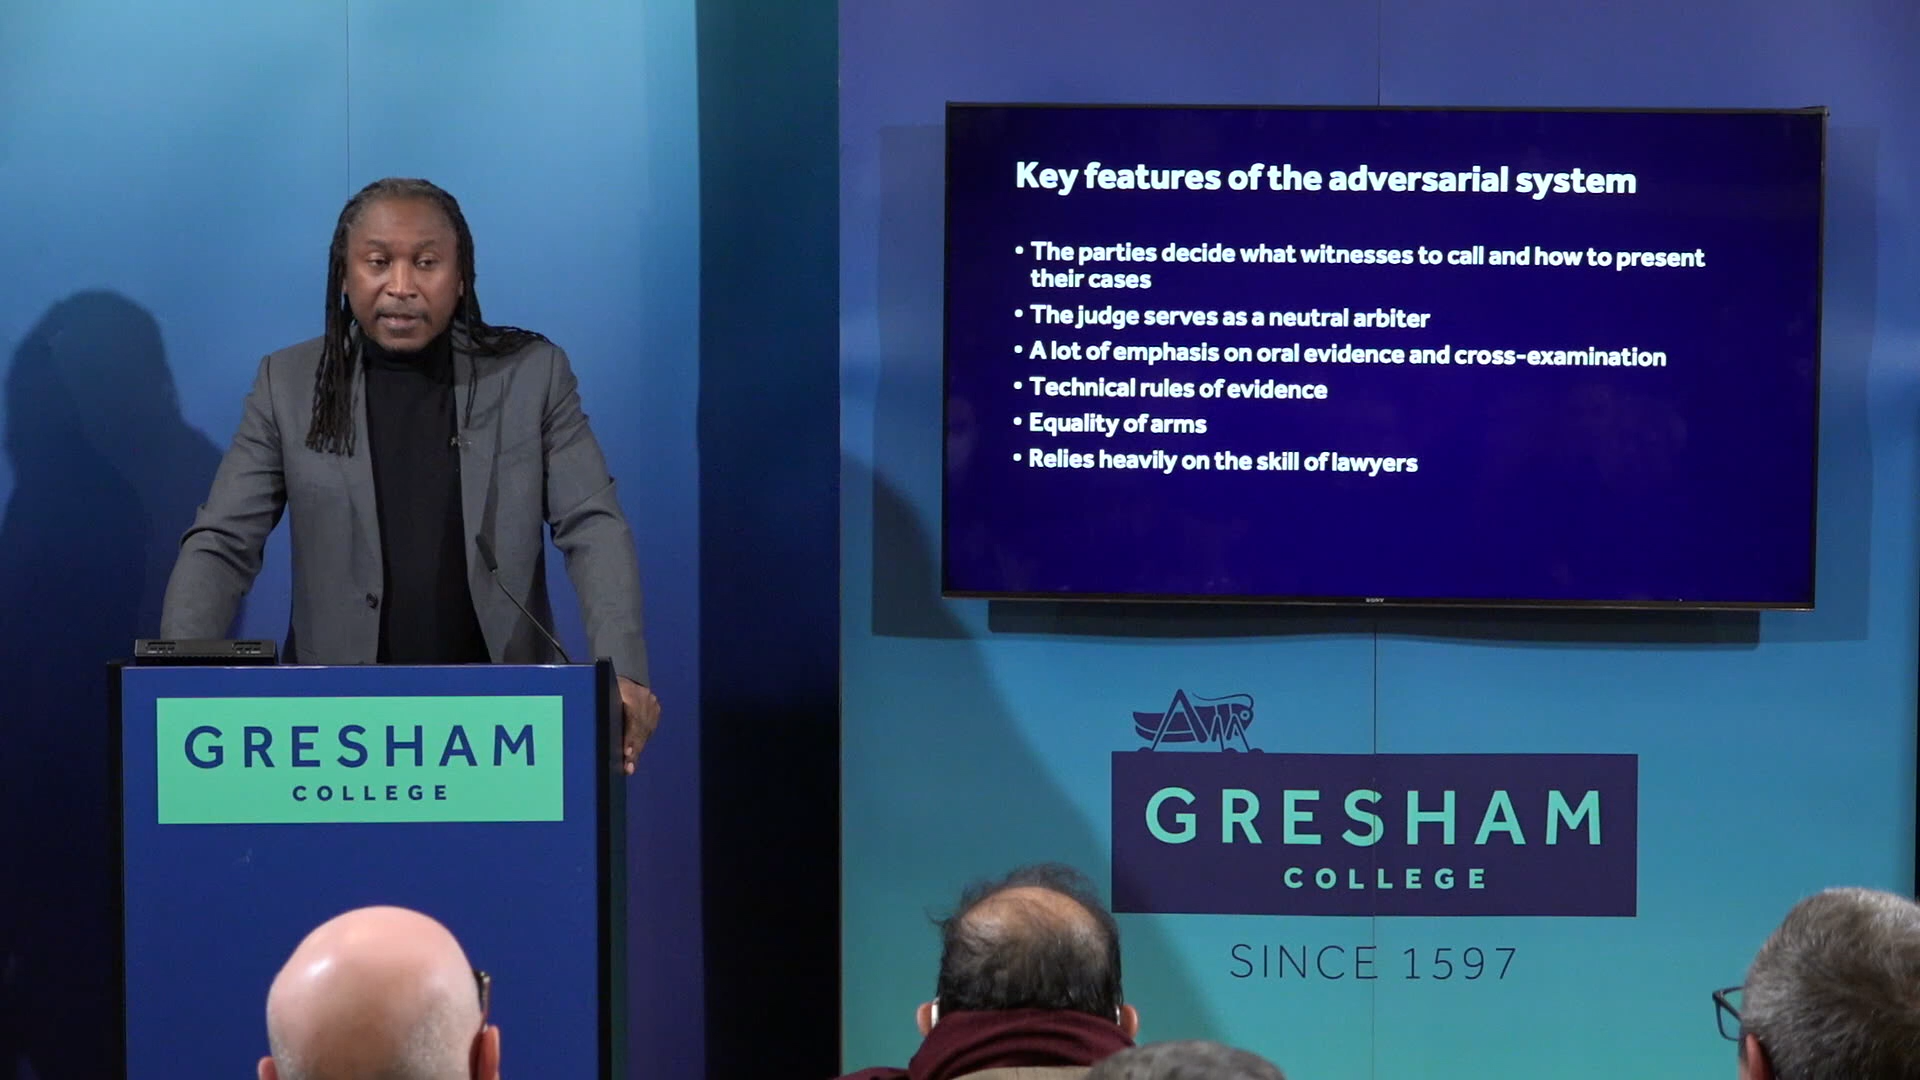 Key features of the adversarial system
• The parties decide what witnesses to call and how to present
their cases
• The judge serves as a neutral arbiter
• A lot of emphasis on oral evidence and cross-examination
• Technical rules of evidence
• Equality of arms
• Relies heavily on the skill of lawyers
SONY
GRESHAM
COLLEGE
GRESHAM
COLLEGE
SINCE 1597